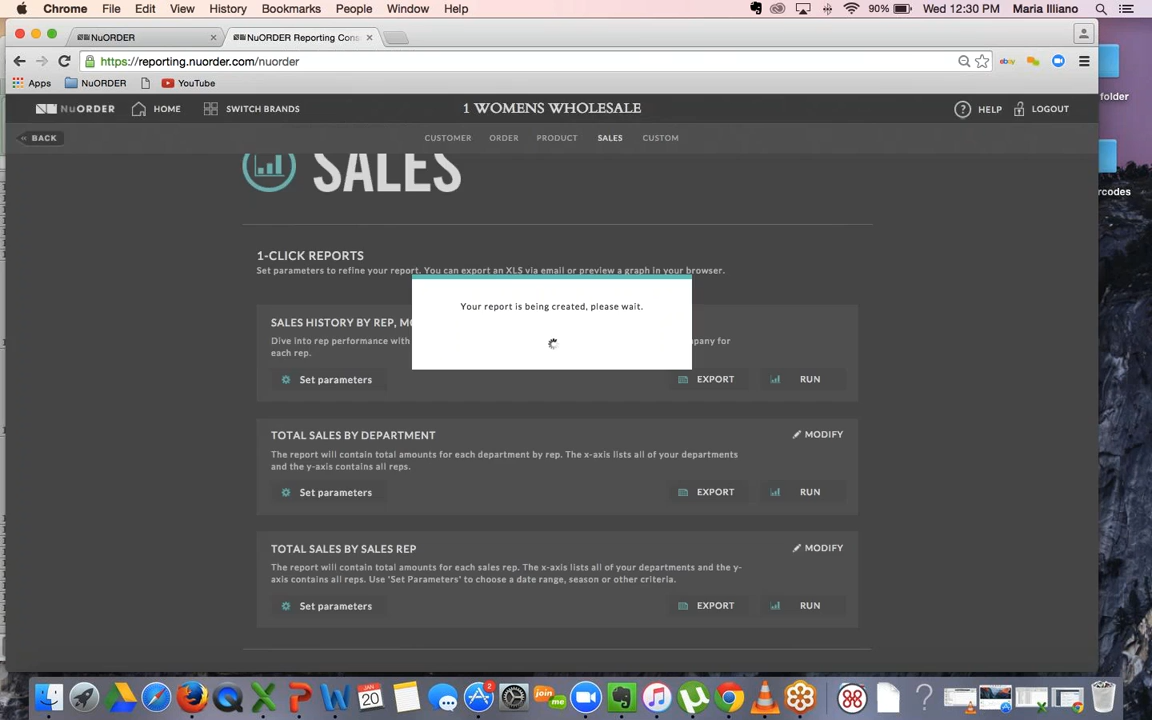 Chrome File Edit View History Bookmarks People Window Help 90% Wed 12:30 PM Maria Illiano
NuORDER NuORDER Reporting Con
https://reporting.nuorder.com/nuorder
ebay
Apps NuORDER YouTube
folder
NuORDER HOME SWITCH BRANDS 1 WOMENS WHOLESALE HELP LOGOUT
BACK CUSTOMER ORDER PRODUCT SALES CUSTOM
SALES
rcodes
1-CLICK REPORTS
Set parameters to refine your report. You can export an XLS via email or preview a graph in your browser.
Your report is being created, please wait.
SALES HISTORY BY REP, MO
Dive into rep performance with
pany for
each rep.
Set parameters EXPORT RUN
TOTAL SALES BY DEPARTMENT MODIFY
The report will contain total amounts for each department by rep. The x-axis lists all of your departments
and the y-axis contains all reps.
Set parameters EXPORT RUN
TOTAL SALES BY SALES REP MODIFY
The report will contain total amounts for each sales rep. The x-axis lists all of your departments and the y-
axis contains all reps. Use 'Set Parameters' to choose a date range, season or other criteria.
Set parameters EXPORT RUN
JAN
20
2
join
me